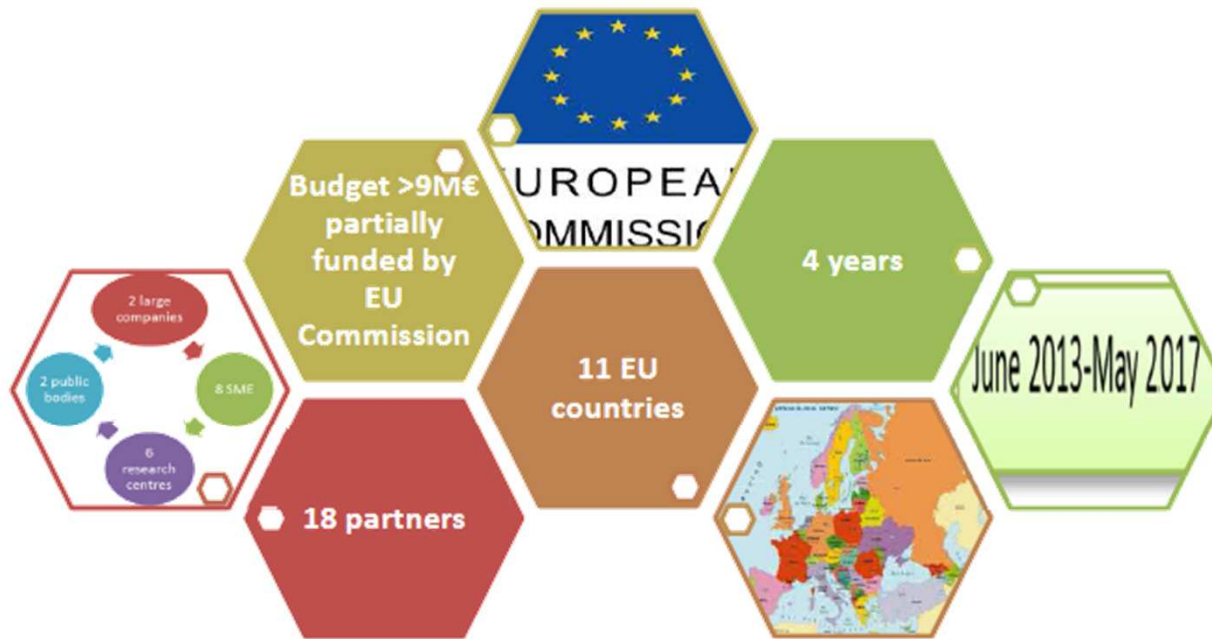 UROPEA
OMMISSIO
Budget >9M€
partially
funded by
EU
Commission
4 years
2 large
companies
2 public
bodies
8 SME
6
research
centres
11 EU
countries
June 2013-May 2017
18 partners